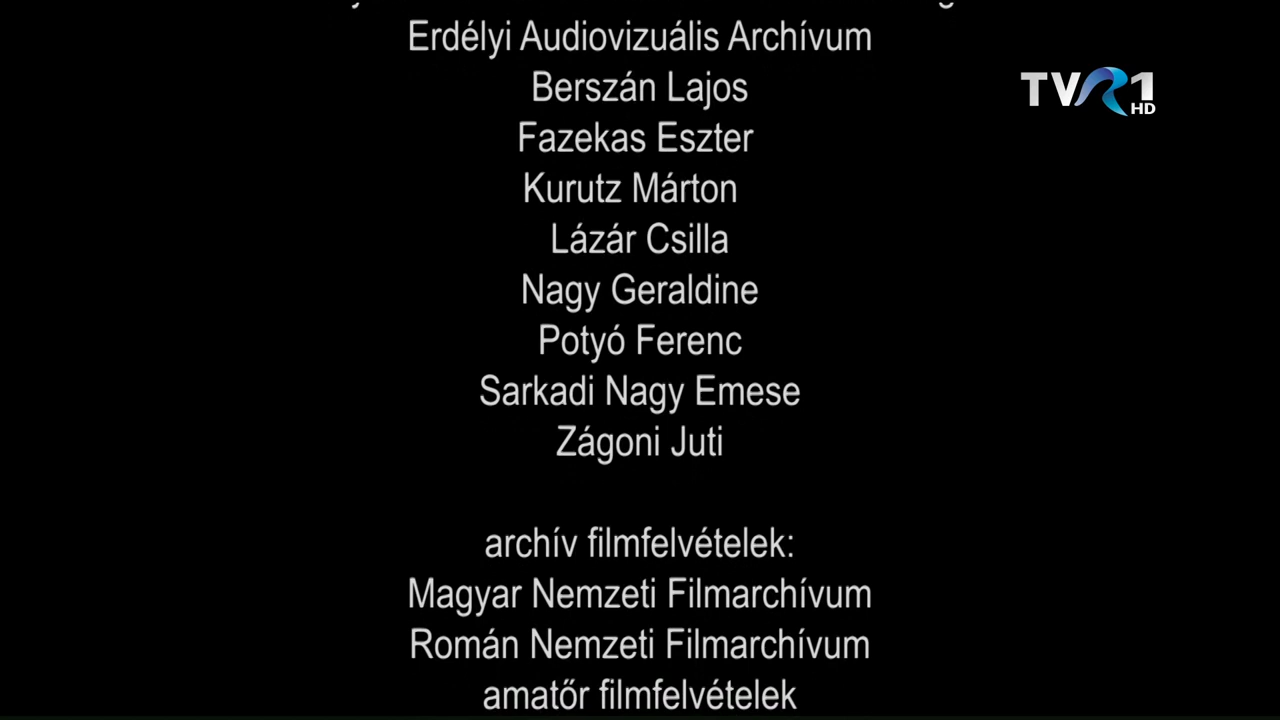 Erdélyi Audiovizuális Archívum
TVR1 HD
Berszán Lajos
Fazekas Eszter
Kurutz Márton
Lázár Csilla
Nagy Geraldine
Potyó Ferenc
Sarkadi Nagy Emese
Zágoni Juti
archív filmfelvételek:
Magyar Nemzeti Filmarchívum
Román Nemzeti Filmarchívum
amatőr filmfelvételek